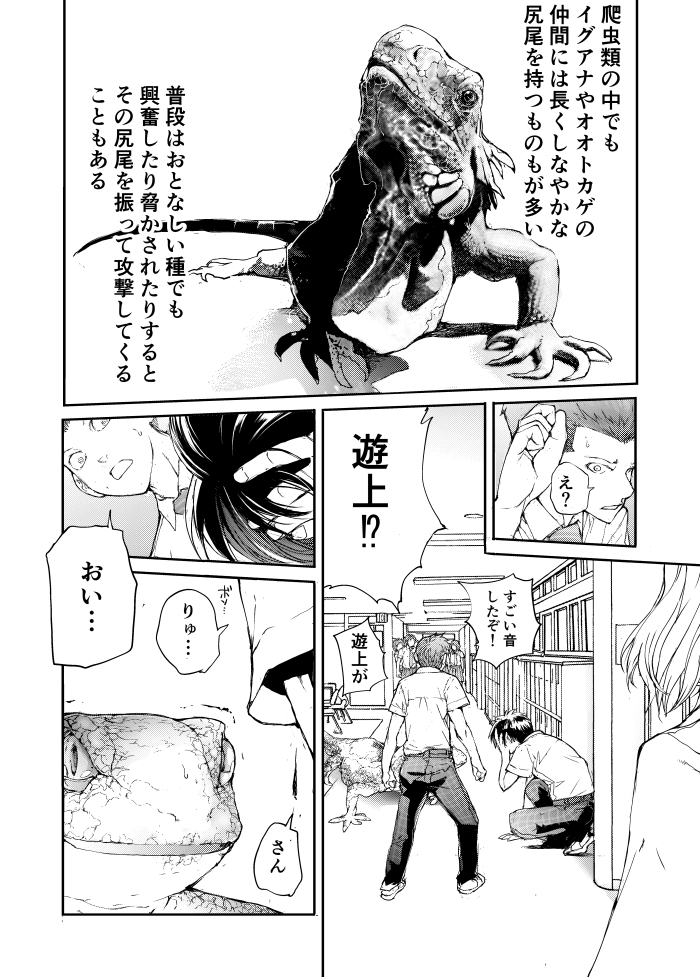 爬虫類の中でも
イグアナやオオトカゲの
仲間には長くしなやかな
尻尾を持つものもが多い
普段はおとなしい種でも
興奮したり脅かされたりすると
その尻尾を振って攻撃してくる
こともある
え?
遊上!?
すごい音
したぞ!
遊上が
おい…
ボソ…
りゅ…
さん